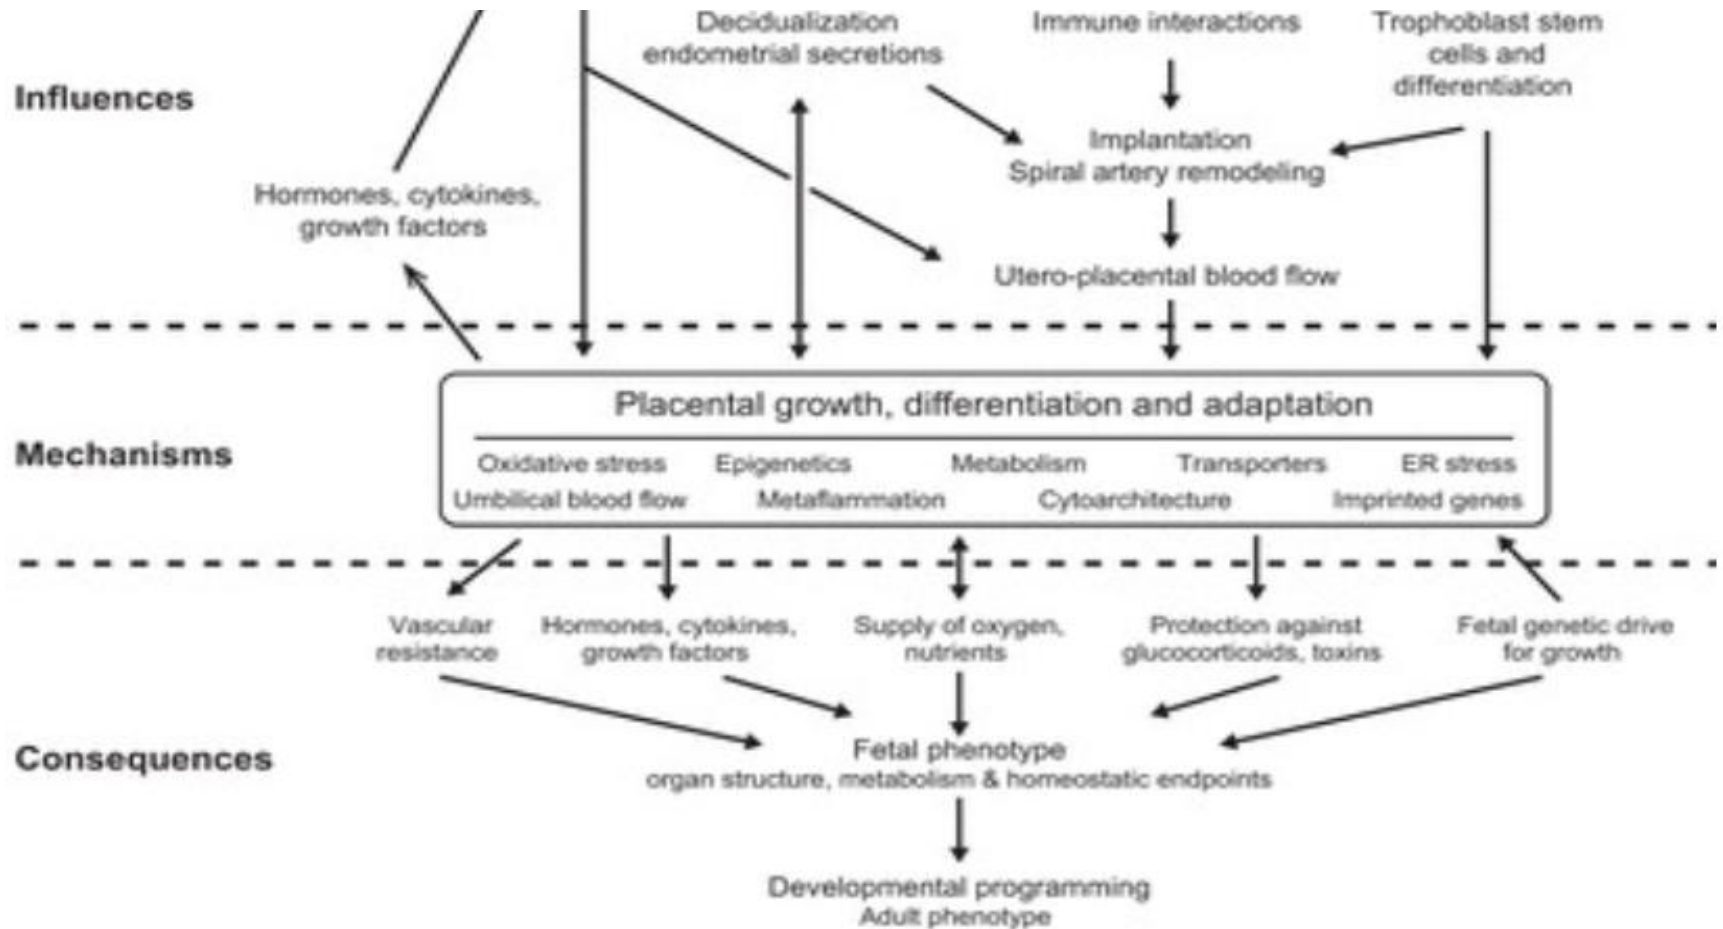 Decidualization
endometrial secretions
Immune interactions
Trophoblast stem
cells and
differentiation
Influences
Implantation
Spiral artery remodeling
Hormones, cytokines,
growth factors
Utero-placental blood flow
Placental growth, differentiation and adaptation
Mechanisms
Oxidative stress Epigenetics Metabolism Transporters ER stress
Umbilical blood flow Metaflammation Cytoarchitecture Imprinted genes
Vascular
resistance
Hormones, cytokines,
growth factors
Supply of oxygen,
nutrients
Protection against
glucocorticoids, toxins
Fetal genetic drive
for growth
Consequences
Fetal phenotype
organ structure, metabolism & homeostatic endpoints
Developmental programming
Adult phenotype